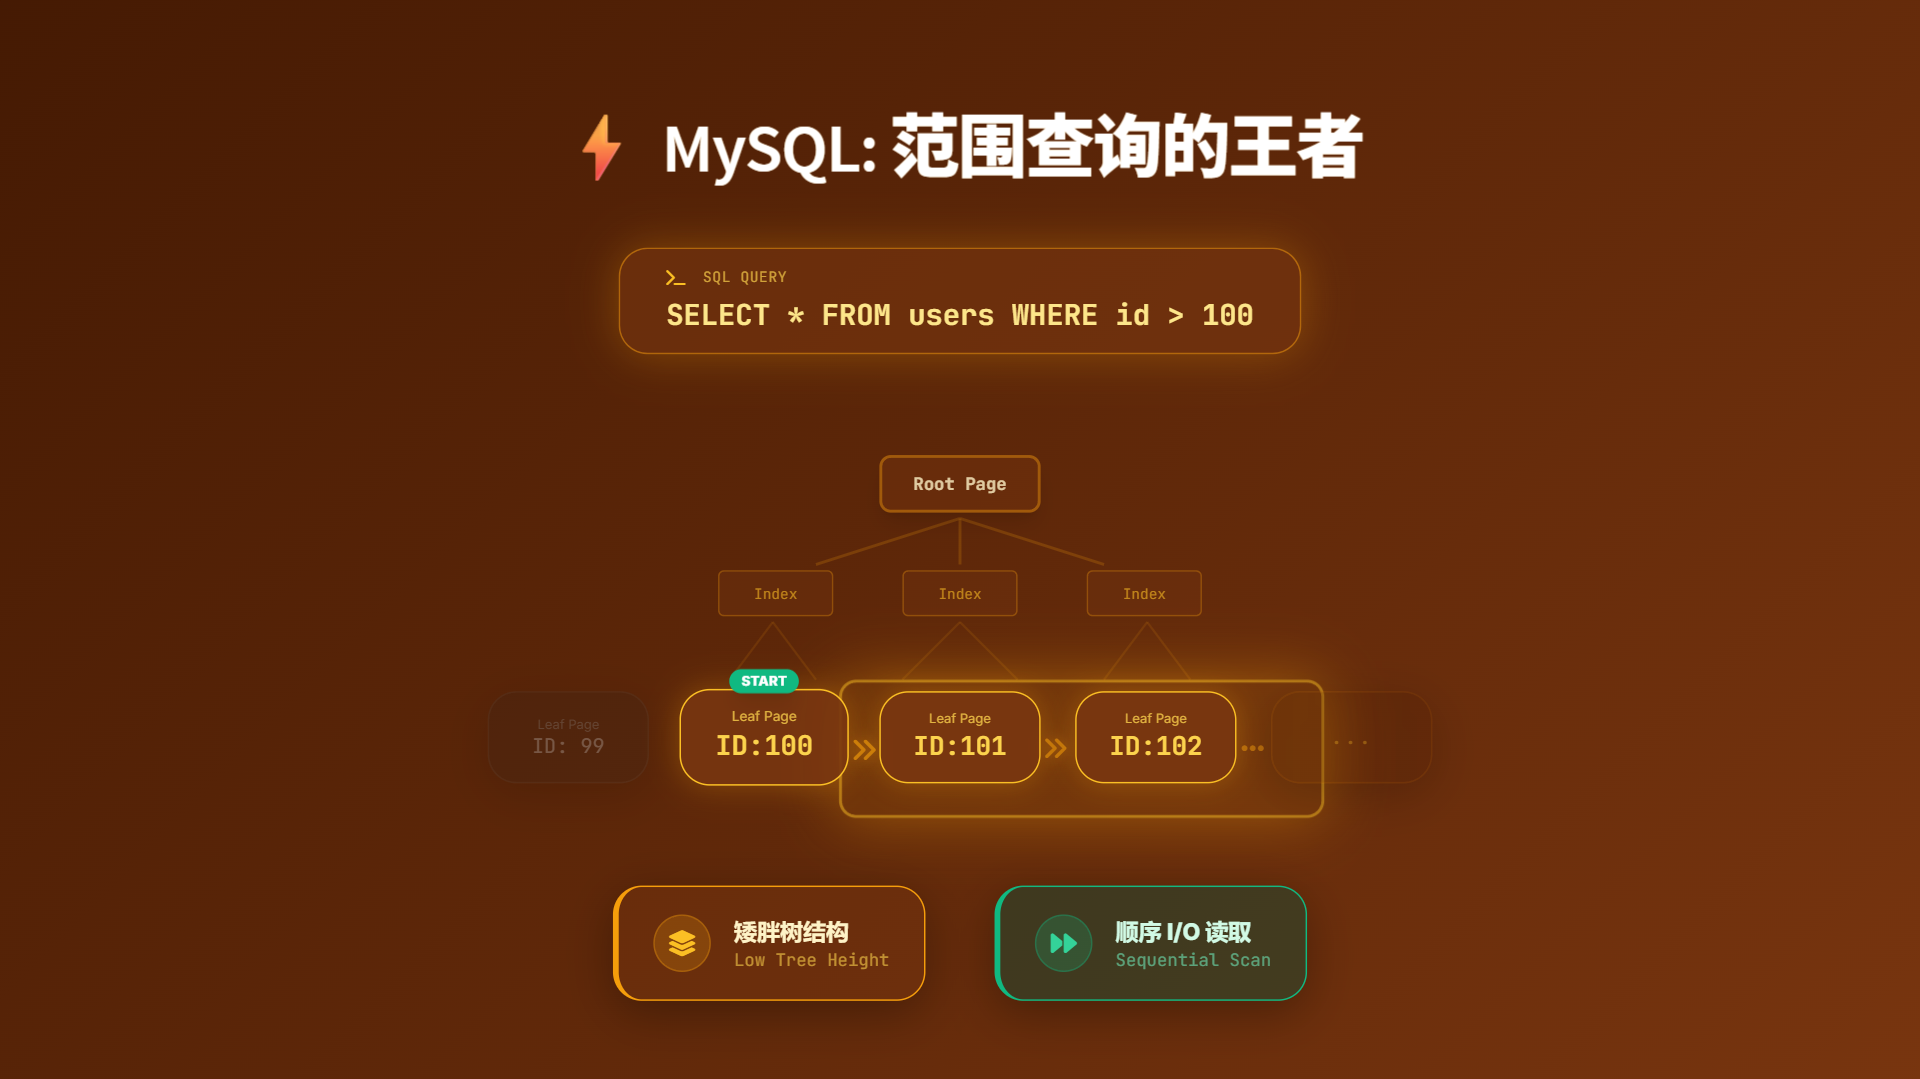 MySQL: 范围查询的王者
SQL QUERY
SELECT * FROM users WHERE id > 100
Root Page
Index
Index
Index
START
Leaf Page
ID: 99
Leaf Page
ID:100
Leaf Page
ID:101
Leaf Page
ID:102
...
矮胖树结构
Low Tree Height
顺序 I/O 读取
Sequential Scan